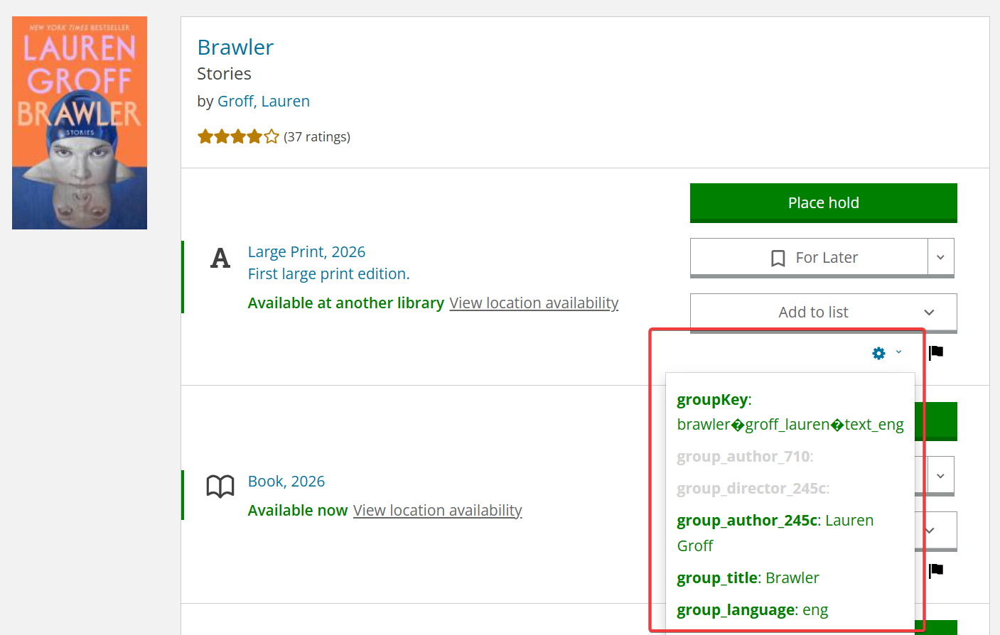 NEW YORK TIMES BESTSELLER
LAUREN
GROFF
BRAWLER
STORIES
Brawler
Stories
by Groff, Lauren
(37 ratings)
Place hold
Large Print, 2026
First large print edition.
Available at another library View location availability
For Later
Add to list
Book, 2026
Available now View location availability
groupKey:
brawler�groff_lauren�text_eng
group_author_710:
group_director_245c:
group_author_245c: Lauren
Groff
group_title: Brawler
group_language: eng